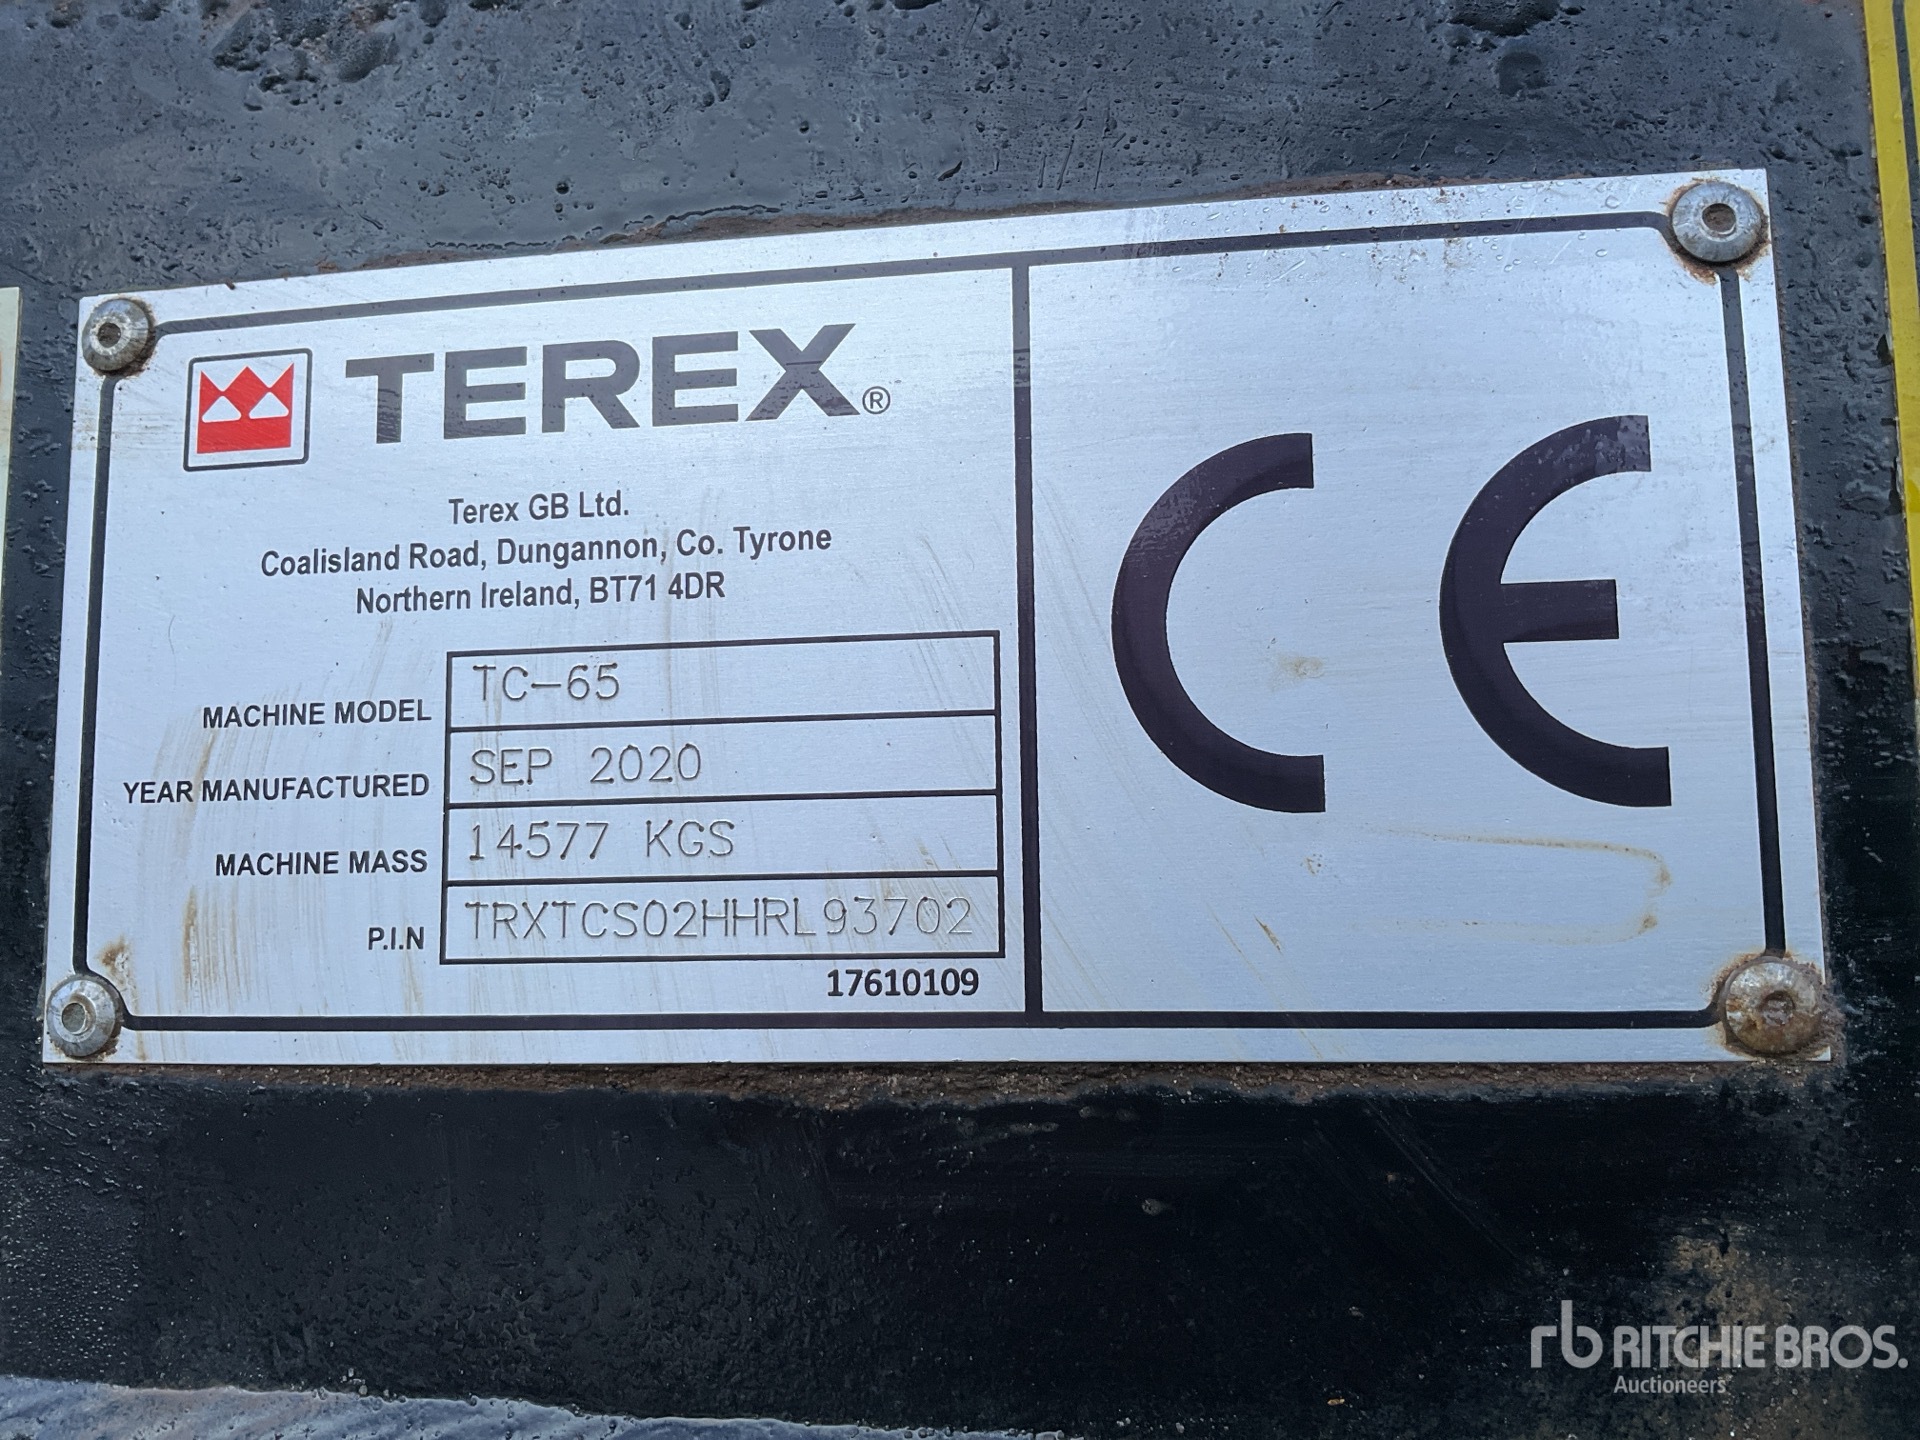 TEREX®
Terex GB Ltd.
Coalisland Road, Dungannon, Co. Tyrone
Northern Ireland, BT71 4DR
MACHINE MODEL TC-65
YEAR MANUFACTURED SEP 2020
MACHINE MASS 14577 KGS
P.I.N TRXTCS02HHRL93702
17610109
CE
rb RITCHIE BROS.
Auctioneers